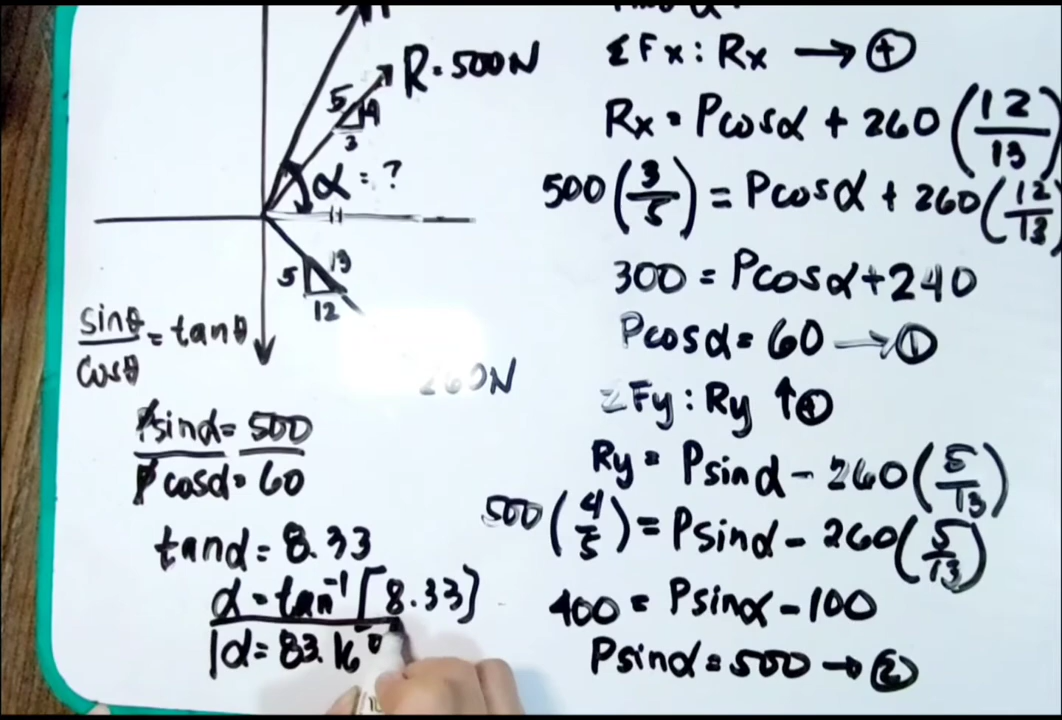 R=500N
5 4
3
α=?
5 13
12
260N
sinθ/cosθ = tanθ
Psinα = 500
Pcosα = 60
tanα = 8.33
α = tan⁻¹[8.33]
α = 83.16°
ΣFx: Rx → +
Rx = Pcosα + 260(12/13)
500(3/5) = Pcosα + 260(12/13)
300 = Pcosα + 240
Pcosα = 60 → ①
ΣFy: Ry ↑+
Ry = Psinα - 260(5/13)
500(4/5) = Psinα - 260(5/13)
400 = Psinα - 100
Psinα = 500 → ②